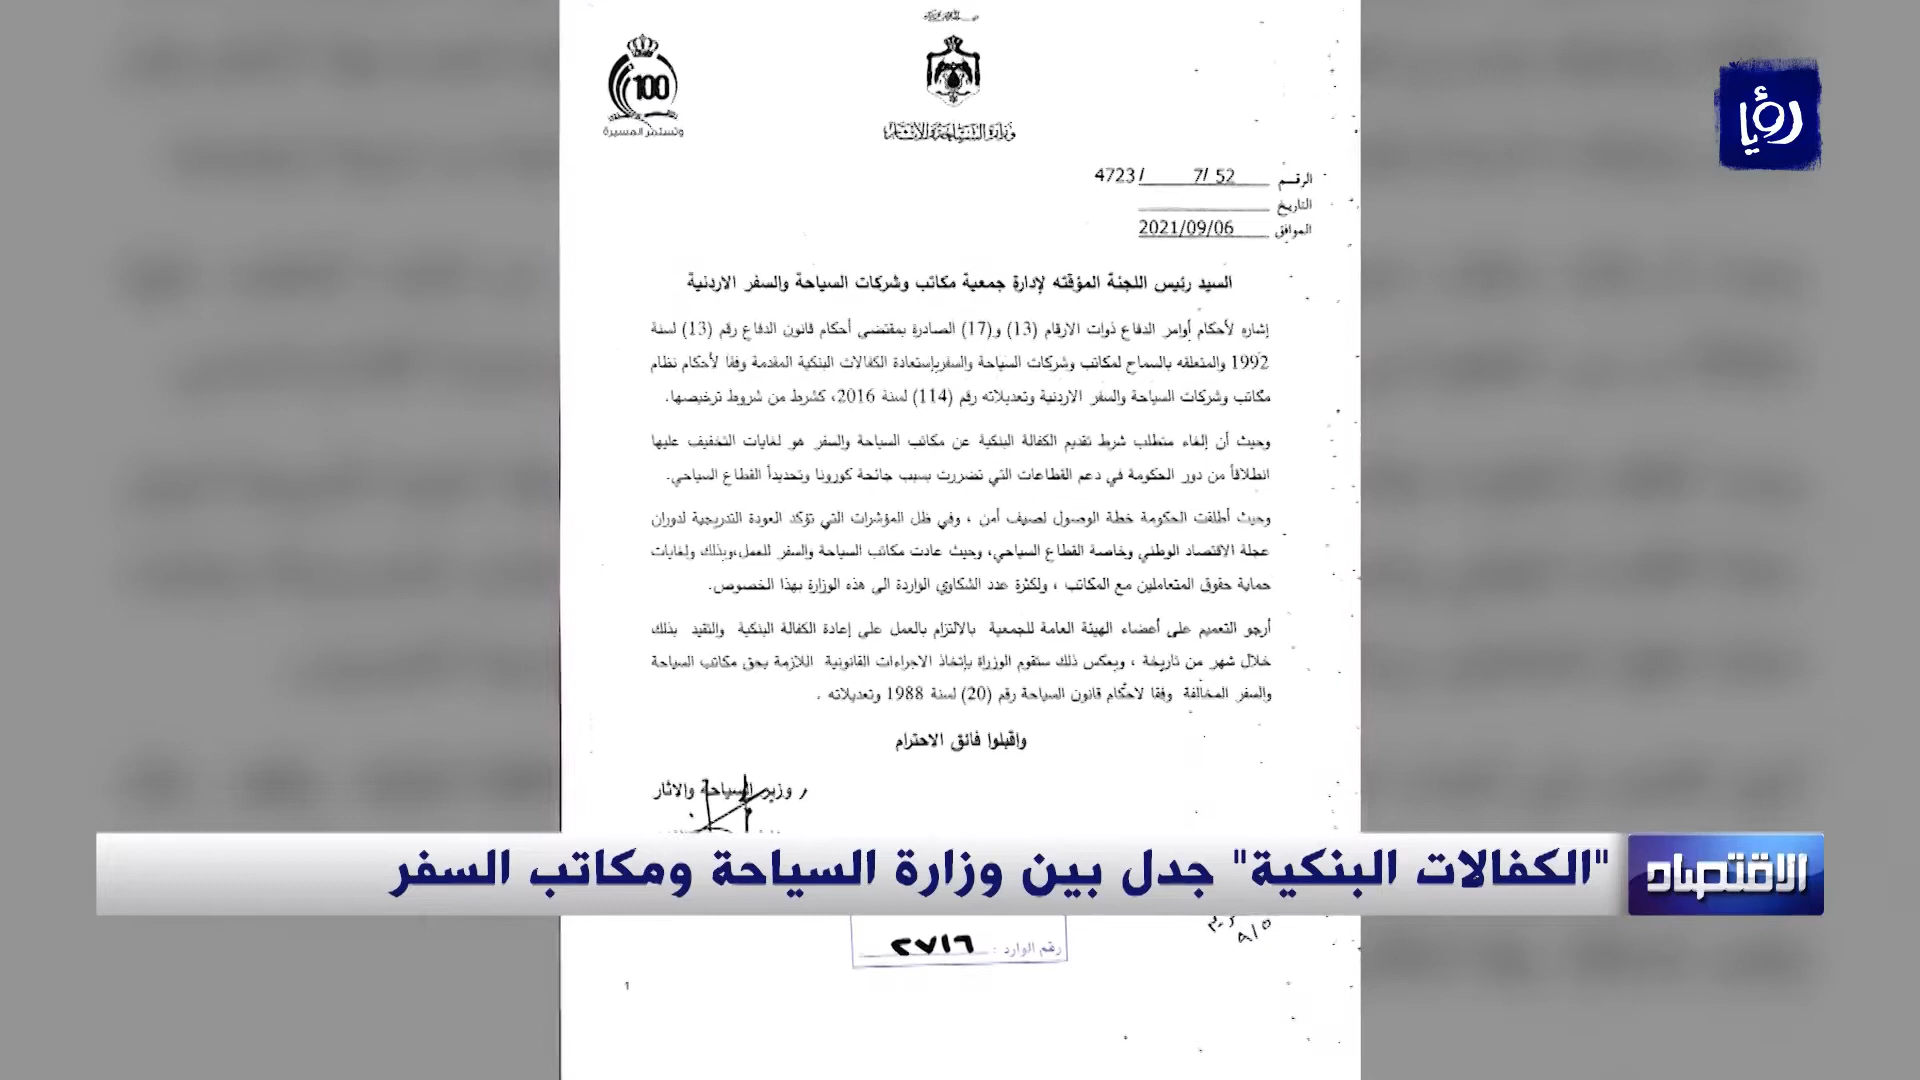 100
وتستمر المسيرة
وزارة السياحة والآثار
رؤيا
الرقم 52 /7 /4723
التاريخ
الموافق 2021/09/06
السيد رئيس اللجنة المؤقته لإدارة جمعية مكاتب وشركات السياحة والسفر الاردنية
إشاره لأحكام أوامر الدفاع ذوات الارقام (13) و(17) الصادرة بمقتضى أحكام قانون الدفاع رقم (13) لسنة
1992 والمتعلقه بالسماح لمكاتب وشركات السياحة والسفربإستعادة الكفالات البنكية المقدمة وفقا لأحكام نظام
مكاتب وشركات السياحة والسفر الاردنية وتعديلاته رقم (114) لسنة 2016، كشرط من شروط ترخيصها.
وحيث أن إلغاء متطلب شرط تقديم الكفالة البنكية عن مكاتب السياحة والسفر هو لغايات التخفيف عليها
انطلاقاً من دور الحكومة في دعم القطاعات التي تضررت بسبب جائحة كورونا وتحديداً القطاع السياحي.
وحيث أطلقت الحكومة خطة الوصول لصيف أمن ، وفي ظل المؤشرات التي تؤكد العودة التدريجية لدوران
عجلة الاقتصاد الوطني وخاصة القطاع السياحي، وحيث عادت مكاتب السياحة والسفر للعمل،وبذلك ولغايات
حماية حقوق المتعاملين مع المكاتب ، ولكثرة عدد الشكاوي الواردة الى هذه الوزارة بهذا الخصوص.
أرجو التعميم على أعضاء الهيئة العامة للجمعية بالالتزام بالعمل على إعادة الكفالة البنكية والتقيد بذلك
خلال شهر من تاريخة ، وبعكس ذلك ستقوم الوزراة بإتخاذ الاجراءات القانونية اللازمة بحق مكاتب السياحة
والسفر المخالفة وفقا لاحكام قانون السياحة رقم (20) لسنة 1988 وتعديلاته .
واقبلوا فائق الاحترام
وزير السياحة والاثار
الاقتصاد
"الكفالات البنكية" جدل بين وزارة السياحة ومكاتب السفر
رقم الوارد : ٢٧١٦
1